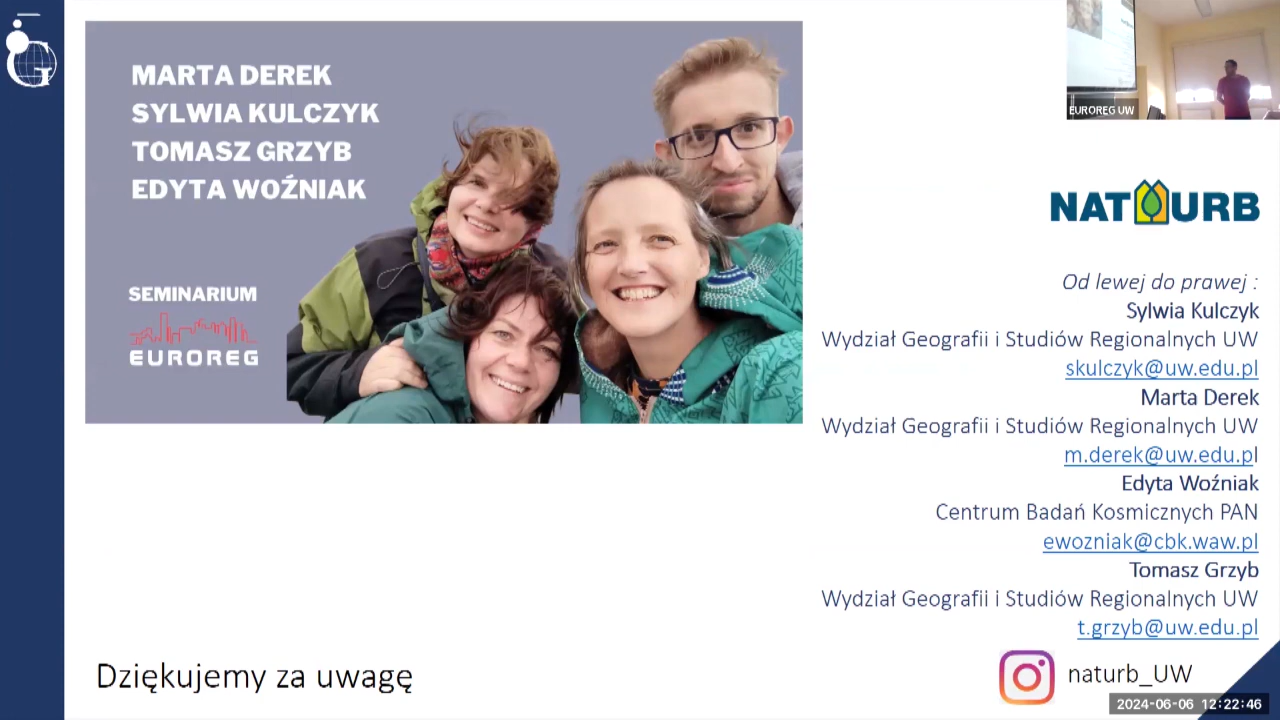 MARTA DEREK
SYLWIA KULCZYK
TOMASZ GRZYB
EDYTA WOŹNIAK
SEMINARIUM
EUROREG
EUROREG UW
NATURB
Od lewej do prawej :
Sylwia Kulczyk
Wydział Geografii i Studiów Regionalnych UW
skulczyk@uw.edu.pl
Marta Derek
Wydział Geografii i Studiów Regionalnych UW
m.derek@uw.edu.pl
Edyta Woźniak
Centrum Badań Kosmicznych PAN
ewozniak@cbk.waw.pl
Tomasz Grzyb
Wydział Geografii i Studiów Regionalnych UW
t.grzyb@uw.edu.pl
Dziękujemy za uwagę
naturb_UW
2024-06-06 12:22:46